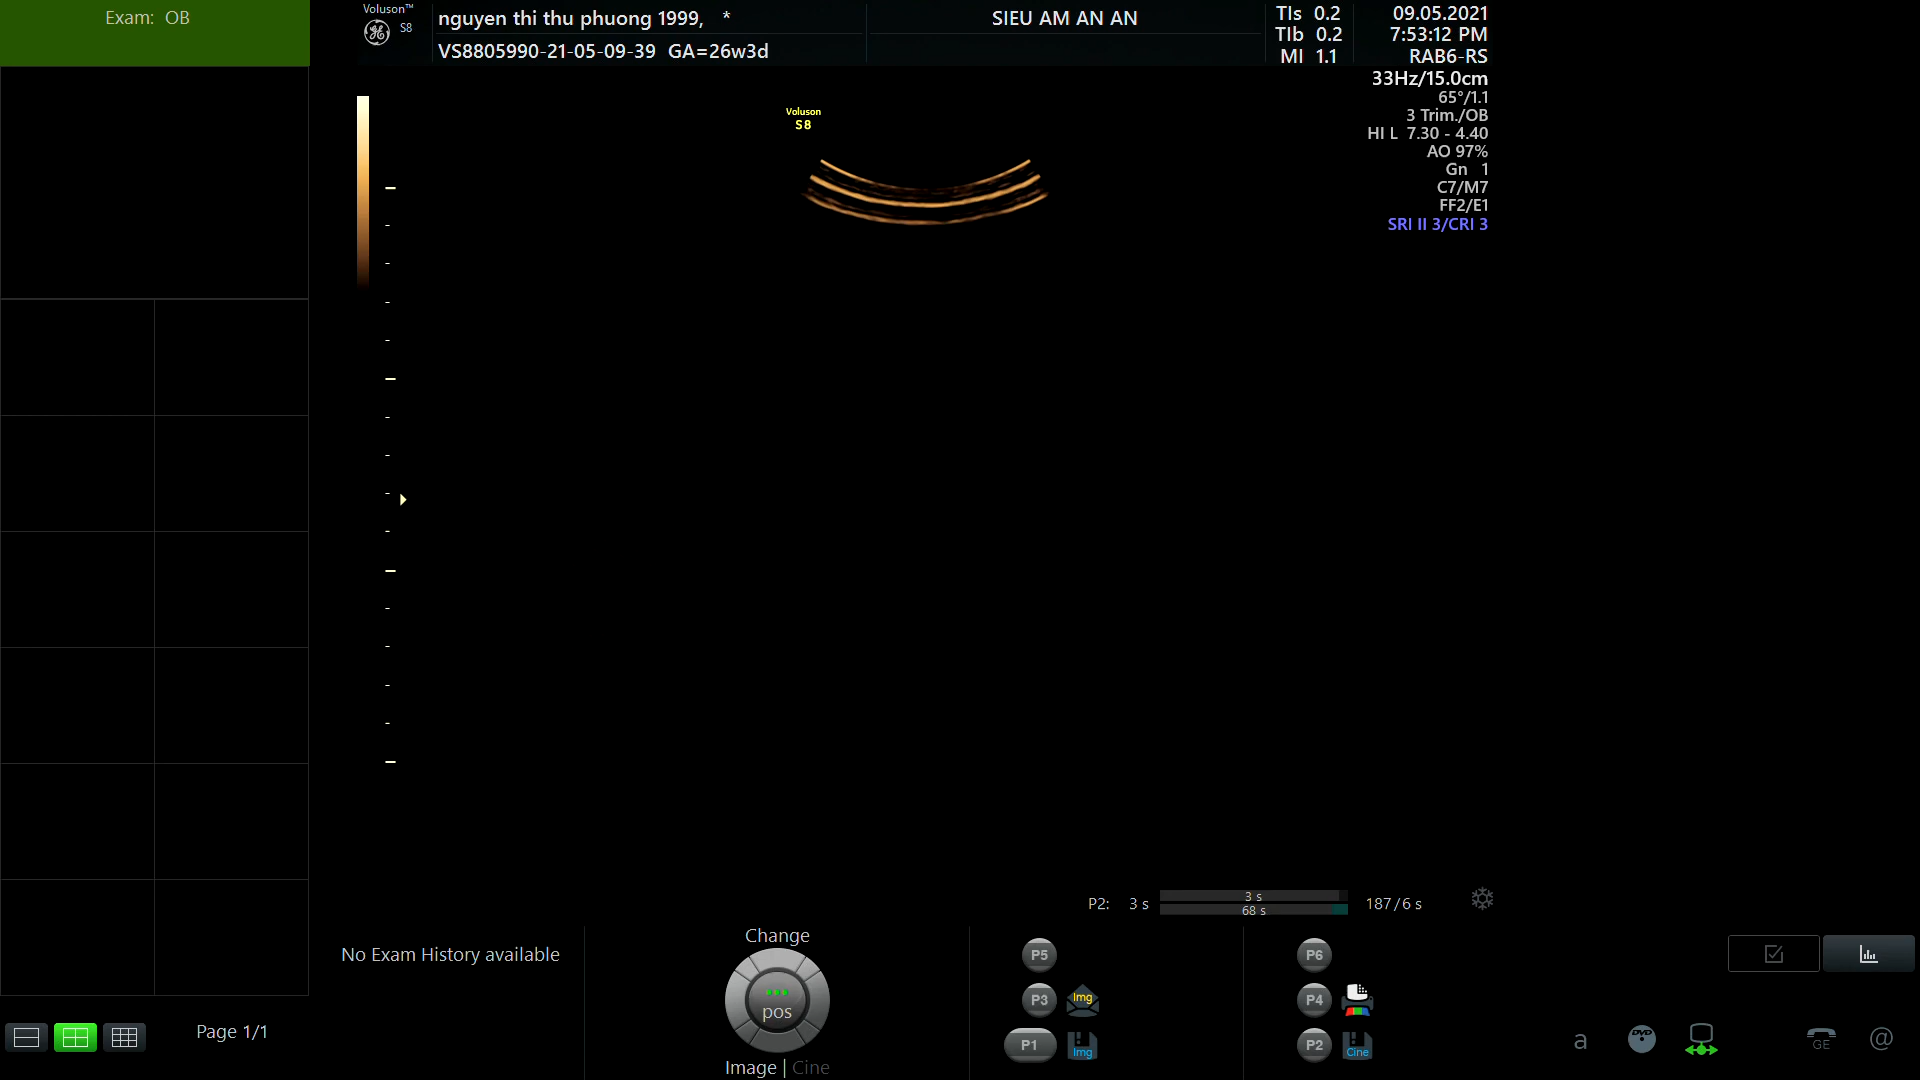 Exam: OB
Voluson™
S8
nguyen thi thu phuong 1999, *
VS8805990-21-05-09-39 GA=26w3d
SIEU AM AN AN
TIs 0.2
TIb 0.2
MI 1.1
09.05.2021
7:53:12 PM
RAB6-RS
33Hz/15.0cm
65°/1.1
3 Trim./OB
HI L 7.30 - 4.40
AO 97%
Gn 1
C7/M7
FF2/E1
SRI II 3/CRI 3
Voluson
S8
P2: 3 s
3 s
68 s
187/6 s
No Exam History available
Change
pos
Image | Cine
P5
P3 Img
P1 Img
P6
P4
P2 Cine
Page 1/1
a
DVD
GE
@